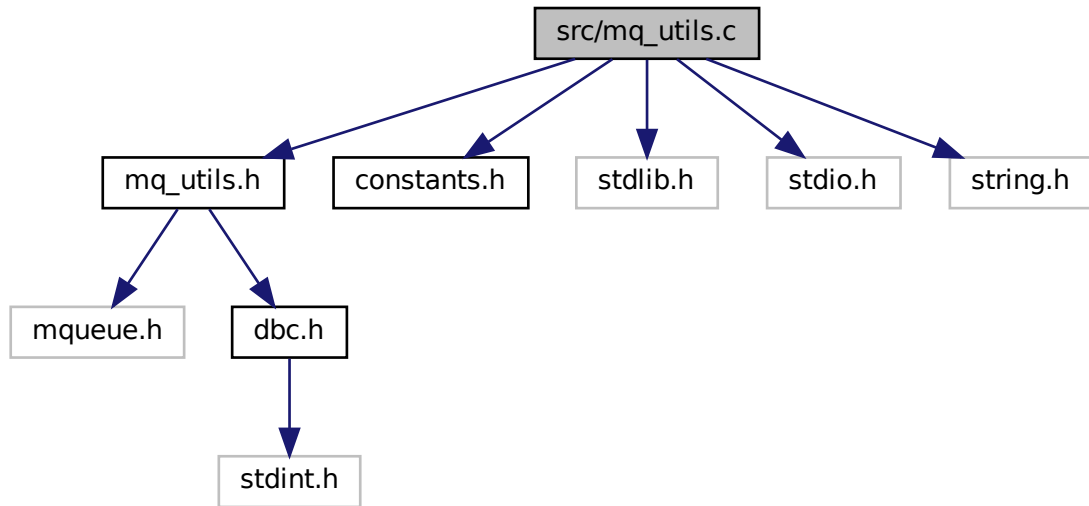 src/mq_utils.c
mq_utils.h
constants.h
stdlib.h
stdio.h
string.h
mqueue.h
dbc.h
stdint.h